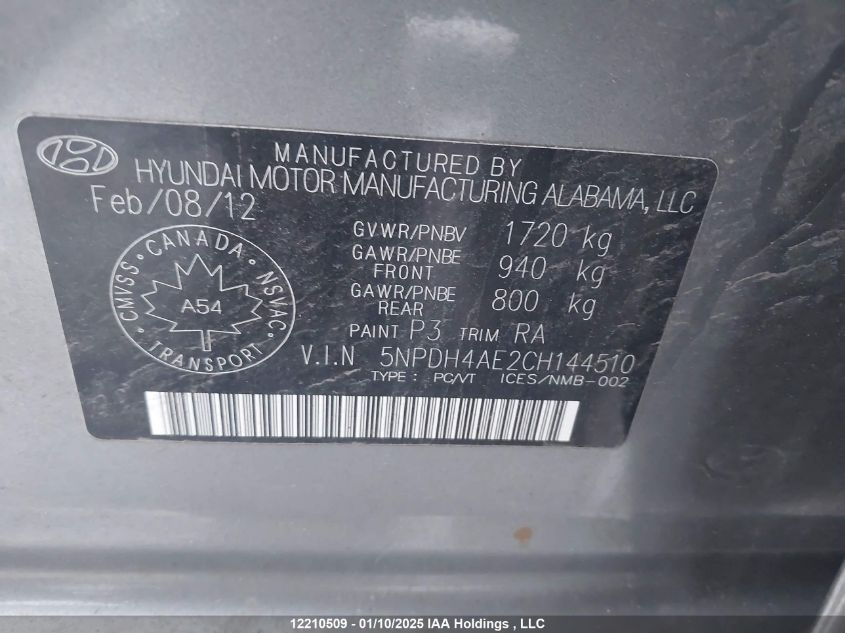 MANUFACTURED BY
HYUNDAI MOTOR MANUFACTURING ALABAMA, LLC
Feb/08/12
GVWR/PNBV 1720 kg
GAWR/PNBE FRONT 940 kg
GAWR/PNBE REAR 800 kg
PAINT P3 TRIM RA
V.I.N 5NPDH4AE2CH144510
TYPE : PC/VT ICES/NMB-002
CANADA
CMVSS • NSVAC
A54
TRANSPORT
12210509 - 01/10/2025 IAA Holdings , LLC